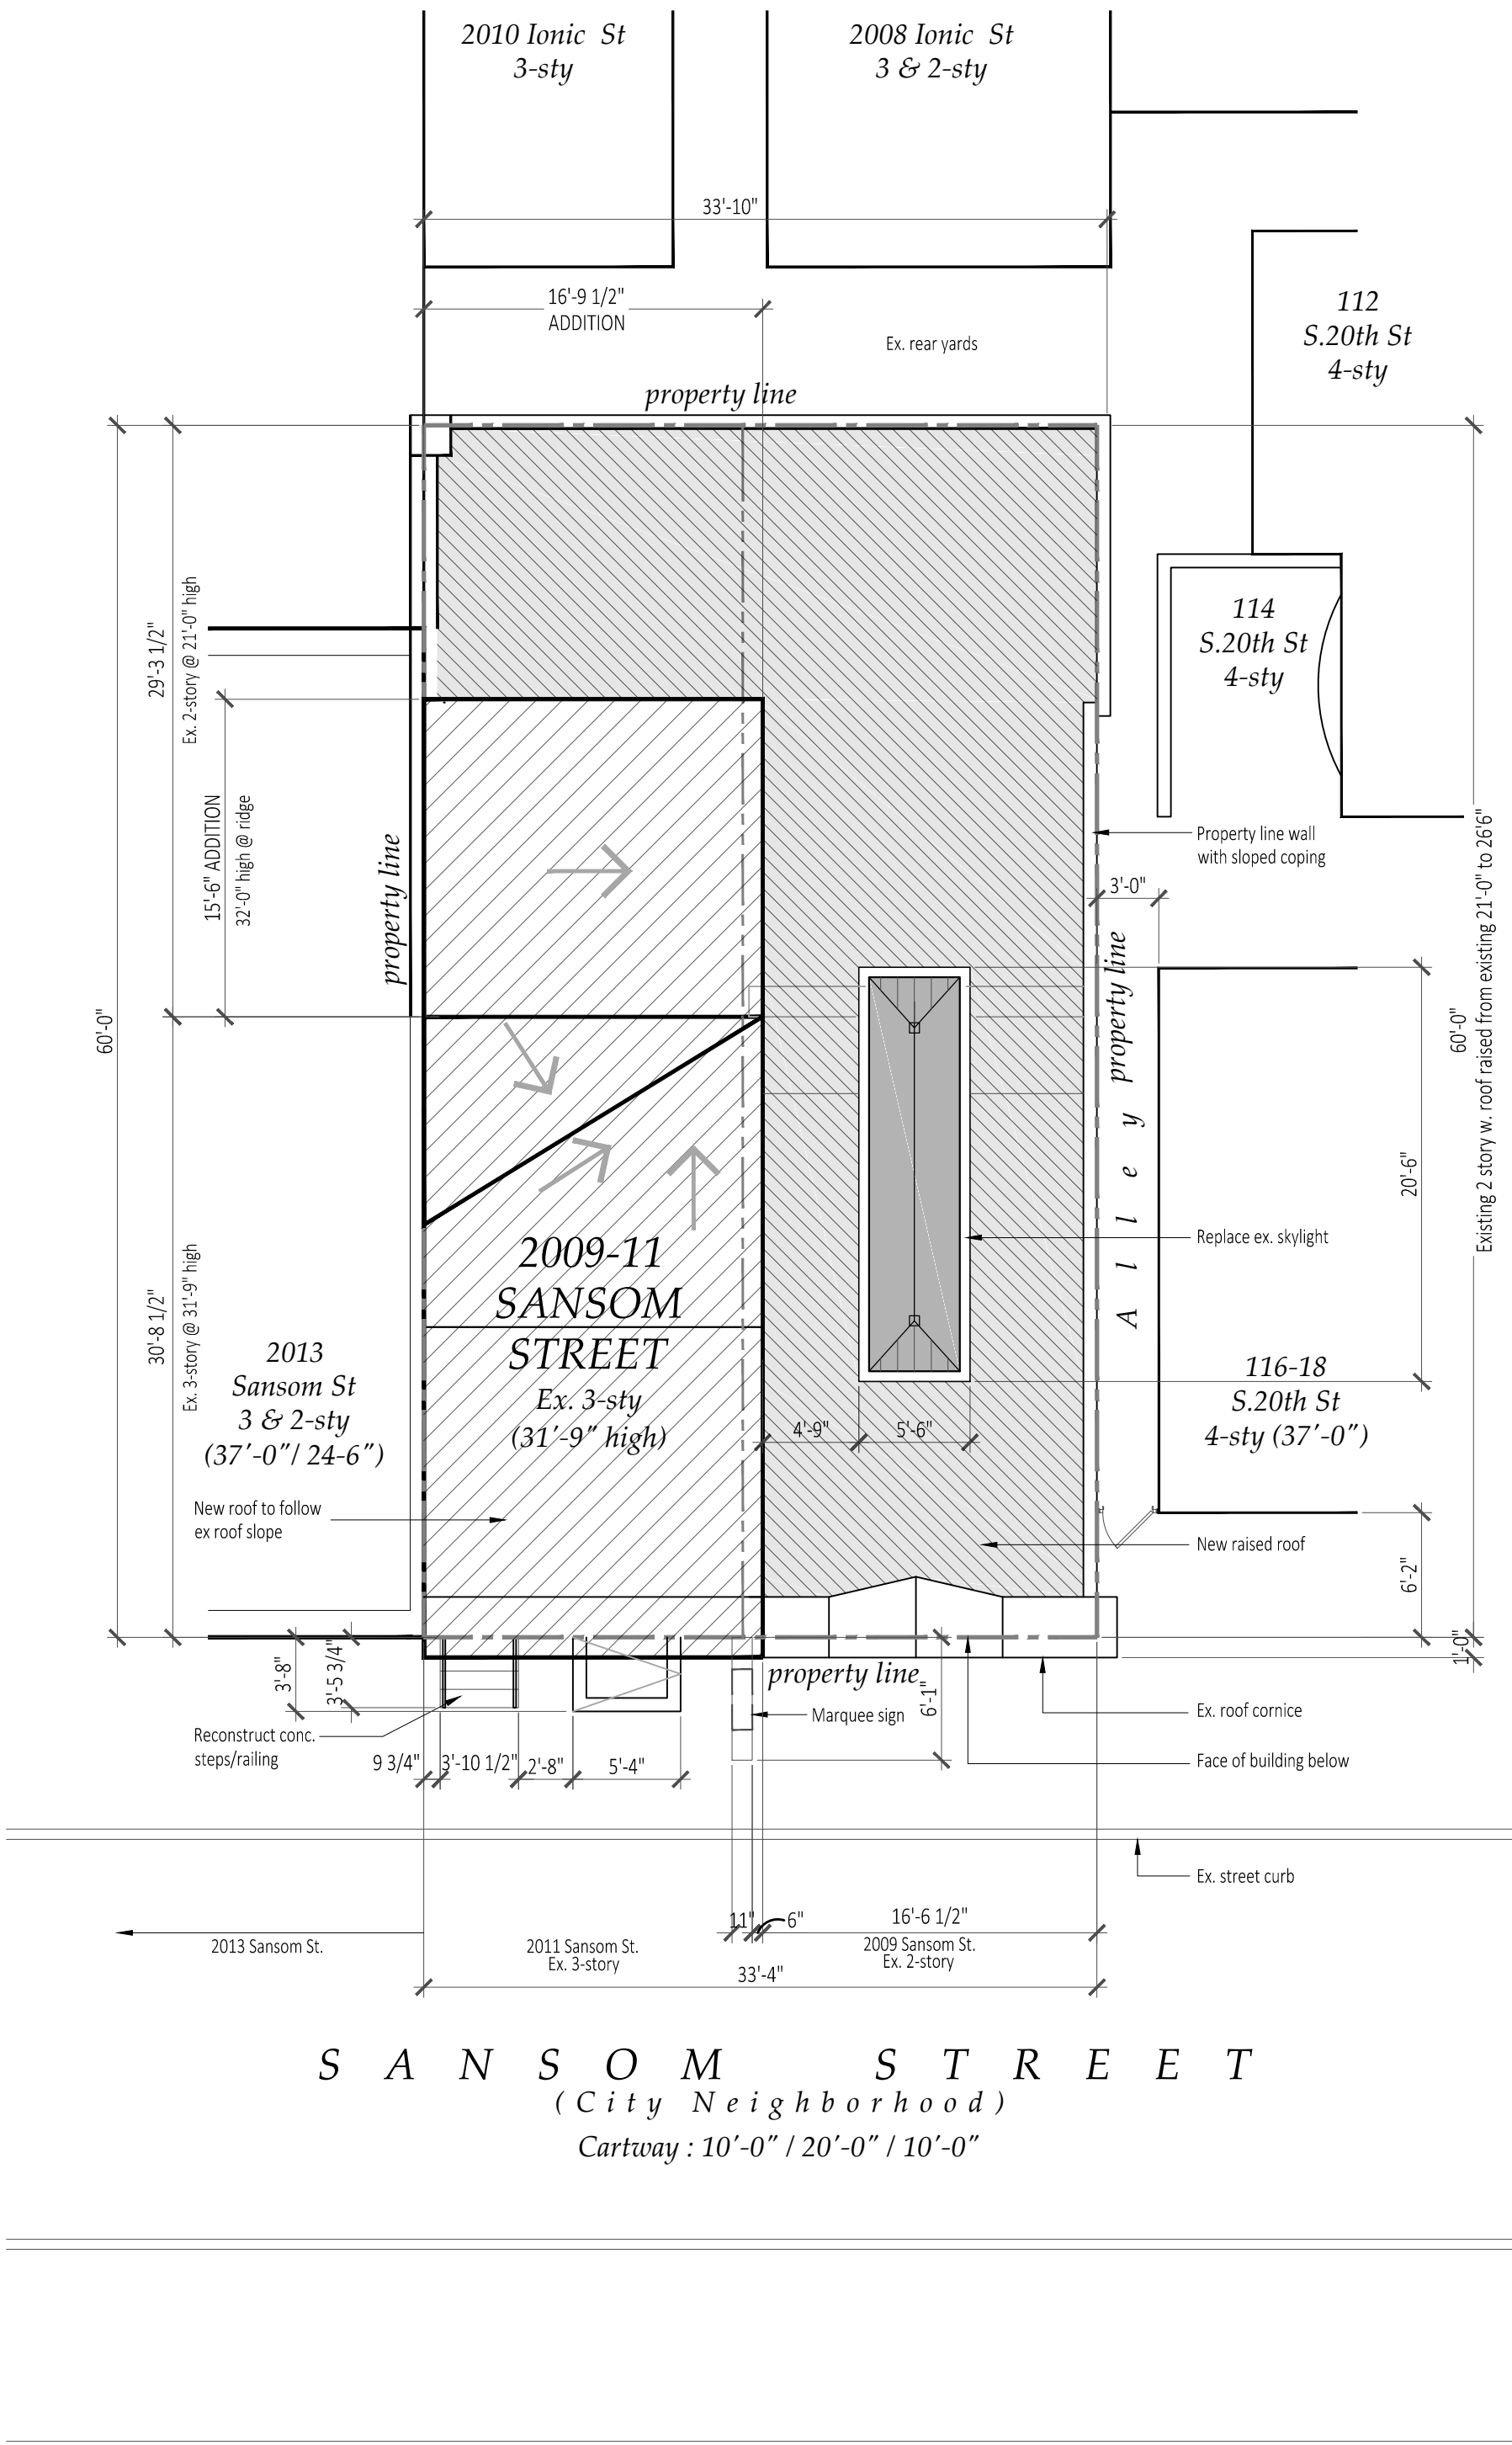 2010 Ionic St
3-sty
2008 Ionic St
3 & 2-sty
33'-10"
16'-9 1/2"
ADDITION
Ex. rear yards
112
S.20th St
4-sty
property line
114
S.20th St
4-sty
29'-3 1/2"
Ex. 2-story @ 21'-0" high
15'-6" ADDITION
32'-0" high @ ridge
property line
Property line wall
with sloped coping
3'-0"
property line
Alley
60'-0"
60'-0"
Existing 2 story w. roof raised from existing 21'-0" to 26'6"
20'-6"
Replace ex. skylight
2009-11
SANSOM
STREET
Ex. 3-sty
(31'-9" high)
30'-8 1/2"
Ex. 3-story @ 31'-9" high
2013
Sansom St
3 & 2-sty
(37'-0"/ 24-6")
116-18
S.20th St
4-sty (37'-0")
4'-9"
5'-6"
New roof to follow
ex roof slope
New raised roof
6'-2"
1'-0"
3'-8"
3'-5 3/4"
property line
6'-1"
Marquee sign
Ex. roof cornice
Reconstruct conc.
steps/railing
9 3/4"
3'-10 1/2"
2'-8"
5'-4"
Face of building below
Ex. street curb
11"
6"
16'-6 1/2"
2013 Sansom St.
2011 Sansom St.
Ex. 3-story
2009 Sansom St.
Ex. 2-story
33'-4"
SANSOM STREET
(City Neighborhood)
Cartway : 10'-0" / 20'-0" / 10'-0"